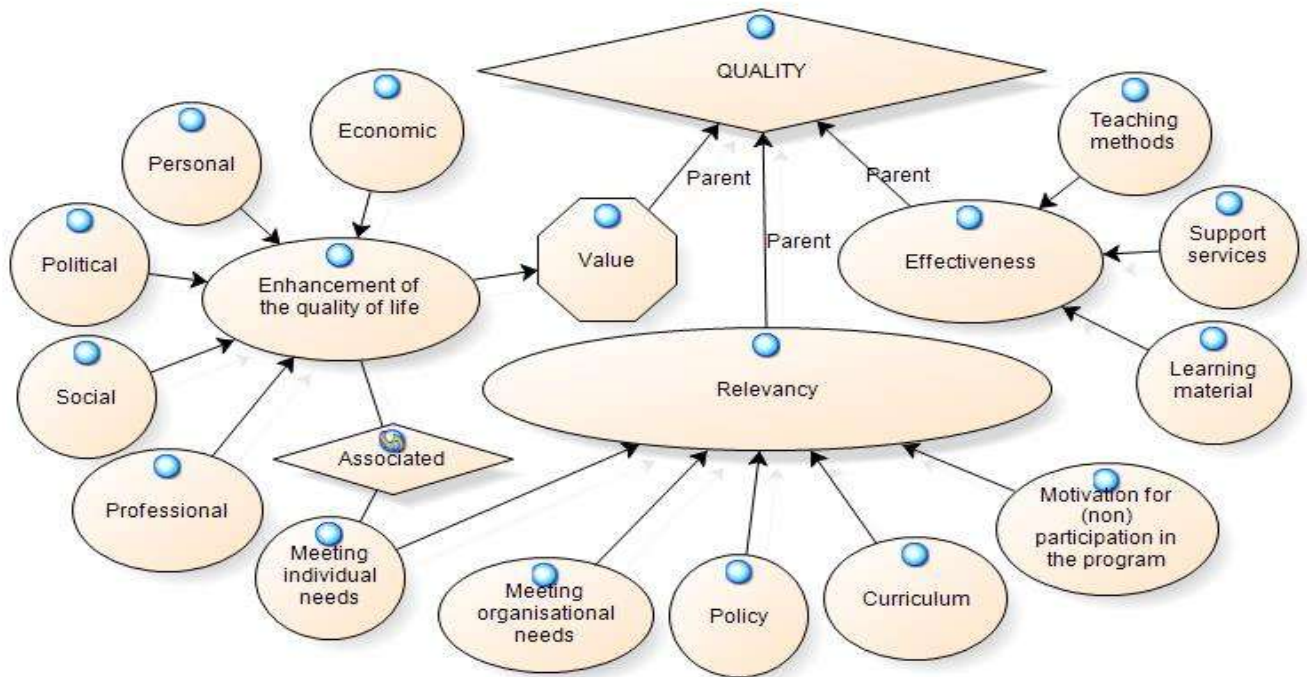 QUALITY
Economic
Personal
Teaching
methods
Parent
Parent
Parent
Value
Support
services
Political
Enhancement of
the quality of life
Effectiveness
Social
Relevancy
Learning
material
Associated
Professional
Meeting
individual
needs
Meeting
organisational
needs
Policy
Curriculum
Motivation for
(non)
participation in
the program